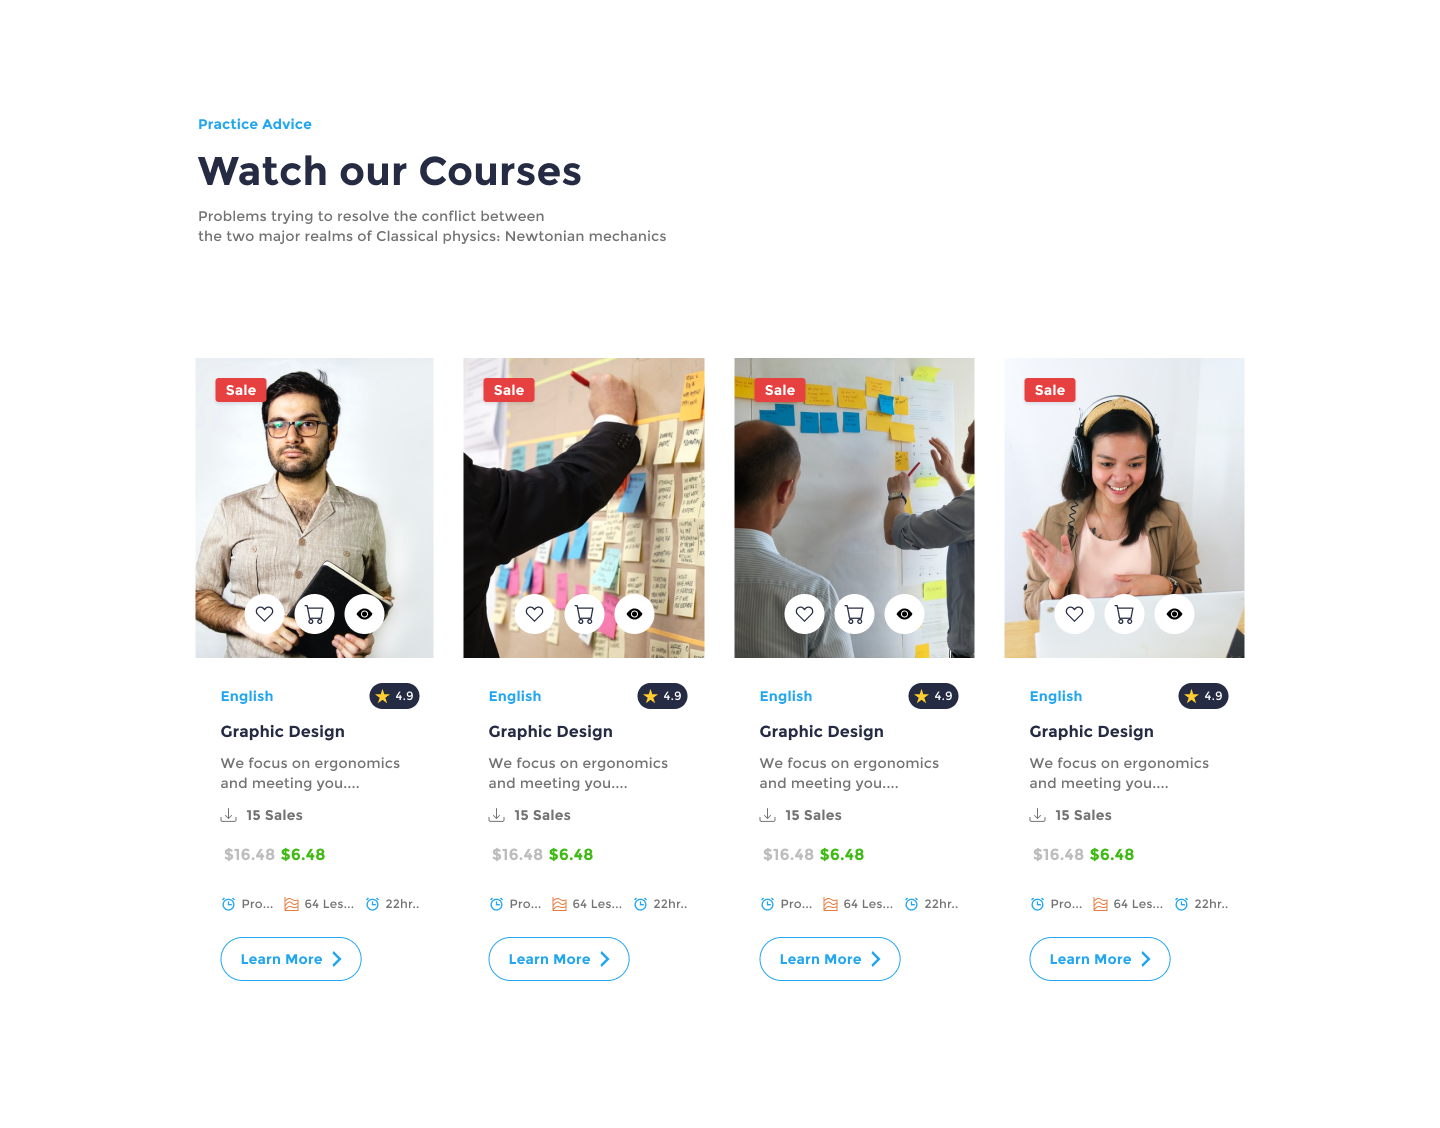 Practice Advice
Watch our Courses
Problems trying to resolve the conflict between
the two major realms of Classical physics: Newtonian mechanics
Sale
English
4.9
Graphic Design
We focus on ergonomics
and meeting you....
15 Sales
$16.48 $6.48
Pro... 64 Les... 22hr..
Learn More
Sale
English
4.9
Graphic Design
We focus on ergonomics
and meeting you....
15 Sales
$16.48 $6.48
Pro... 64 Les... 22hr..
Learn More
Sale
English
4.9
Graphic Design
We focus on ergonomics
and meeting you....
15 Sales
$16.48 $6.48
Pro... 64 Les... 22hr..
Learn More
Sale
English
4.9
Graphic Design
We focus on ergonomics
and meeting you....
15 Sales
$16.48 $6.48
Pro... 64 Les... 22hr..
Learn More